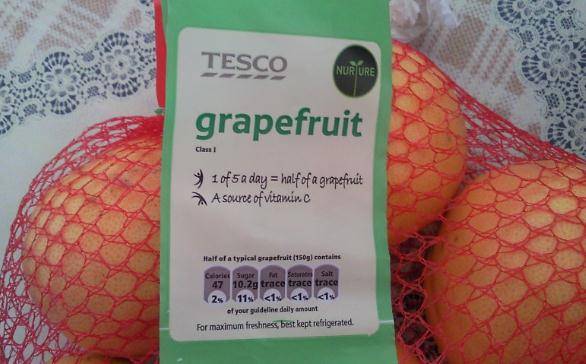 TESCO
NURTURE
grapefruit
Class I
1 of 5 a day = half of a grapefruit
A source of vitamin C
Half of a typical grapefruit (150g) contains
Calories Sugar Fat Saturates Salt
47 10.2g trace trace trace
2% 11% <1% <1% <1%
of your guideline daily amount
For maximum freshness, best kept refrigerated.